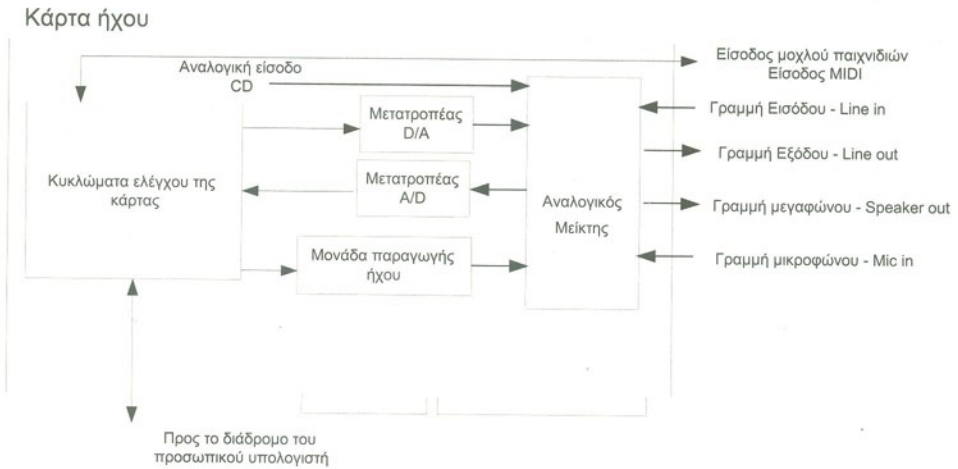 Κάρτα ήχου
Είσοδος μοχλού παιχνιδιών
Είσοδος MIDI
Αναλογική είσοδο
CD
Γραμμή Εισόδου - Line in
Μετατροπέας
D/A
Γραμμή Εξόδου - Line out
Κυκλώματα ελέγχου της
κάρτας
Μετατροπέας
A/D
Αναλογικός
Μείκτης
Γραμμή μεγαφώνου - Speaker out
Μονάδα παραγωγής
ήχου
Γραμμή μικροφώνου - Mic in
Προς το διάδρομο του
προσωπικού υπολογιστή